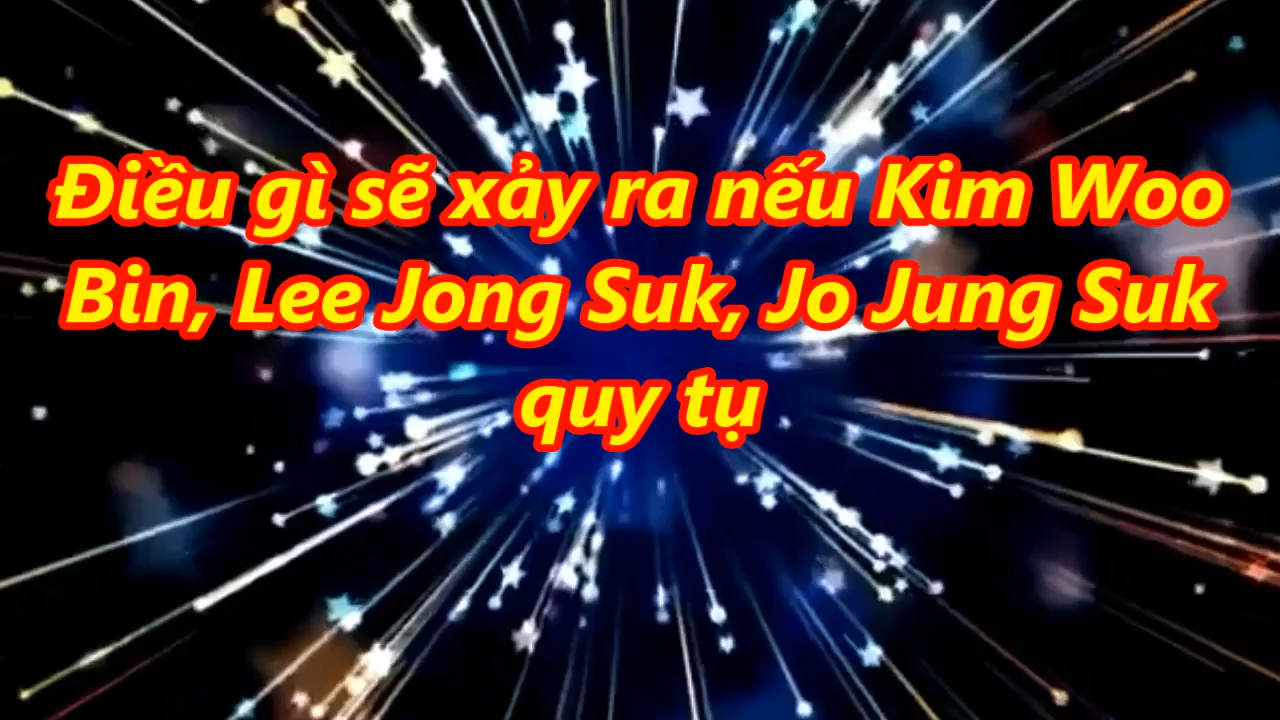 Điều gì sẽ xảy ra nếu Kim Woo
Bin, Lee Jong Suk, Jo Jung Suk
quy tụ